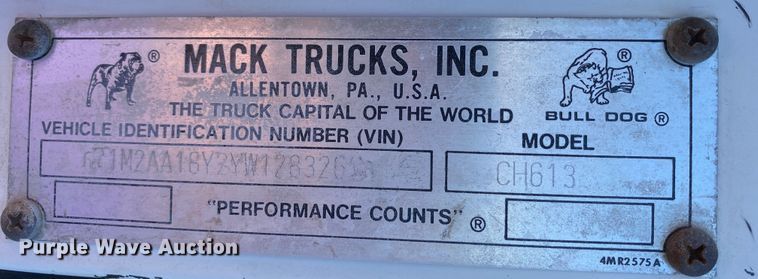 ® MACK TRUCKS, INC. ®
ALLENTOWN, PA., U.S.A.
THE TRUCK CAPITAL OF THE WORLD BULL DOG ®
VEHICLE IDENTIFICATION NUMBER (VIN) MODEL
CH613
"PERFORMANCE COUNTS" ®
4MR2575A
Purple Wave Auction